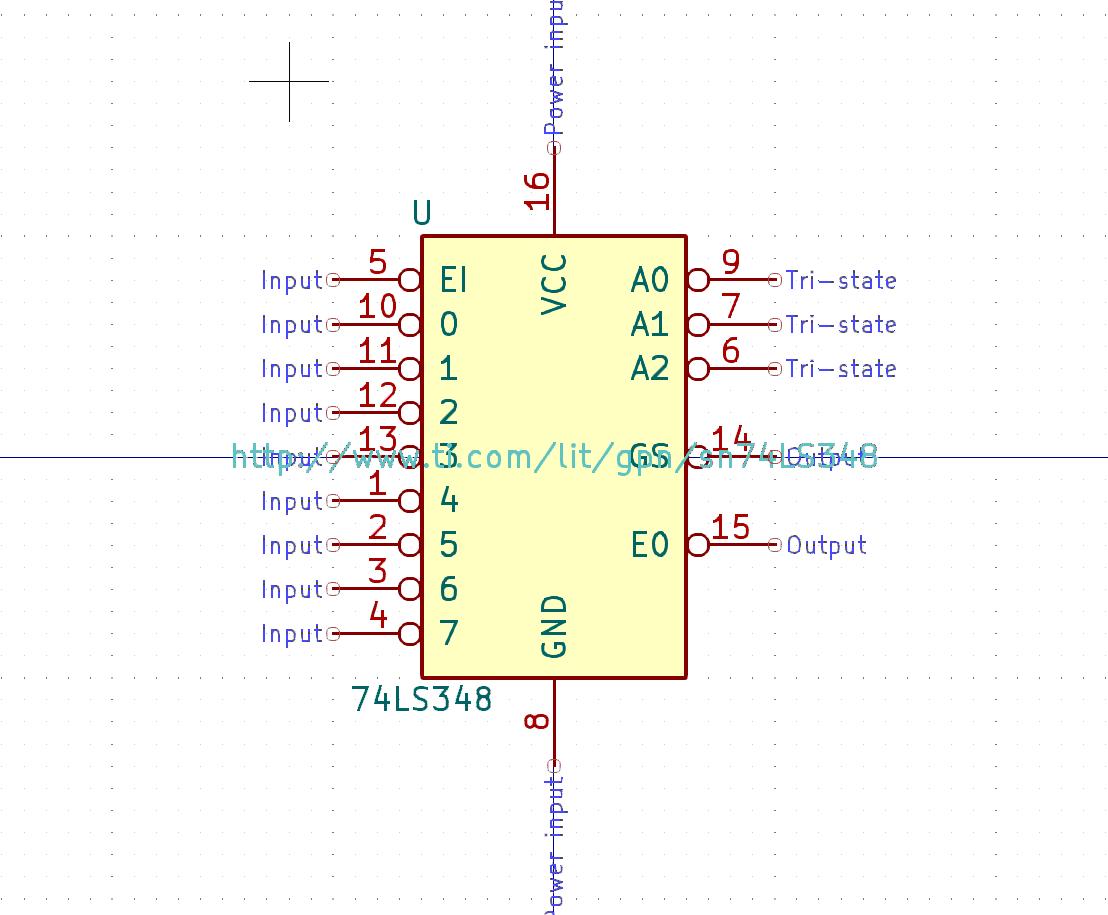 Power input
16
U
VCC
Input 5 EI A0 9 Tri-state
Input 10 0 A1 7 Tri-state
Input 11 1 A2 6 Tri-state
Input 12 2
Input 13 3 GS 14 Output
http://www.ti.com/lit/gpn/sn74LS348
Input 1 4
Input 2 5 E0 15 Output
Input 3 6
Input 4 7
GND
74LS348
8
Power input